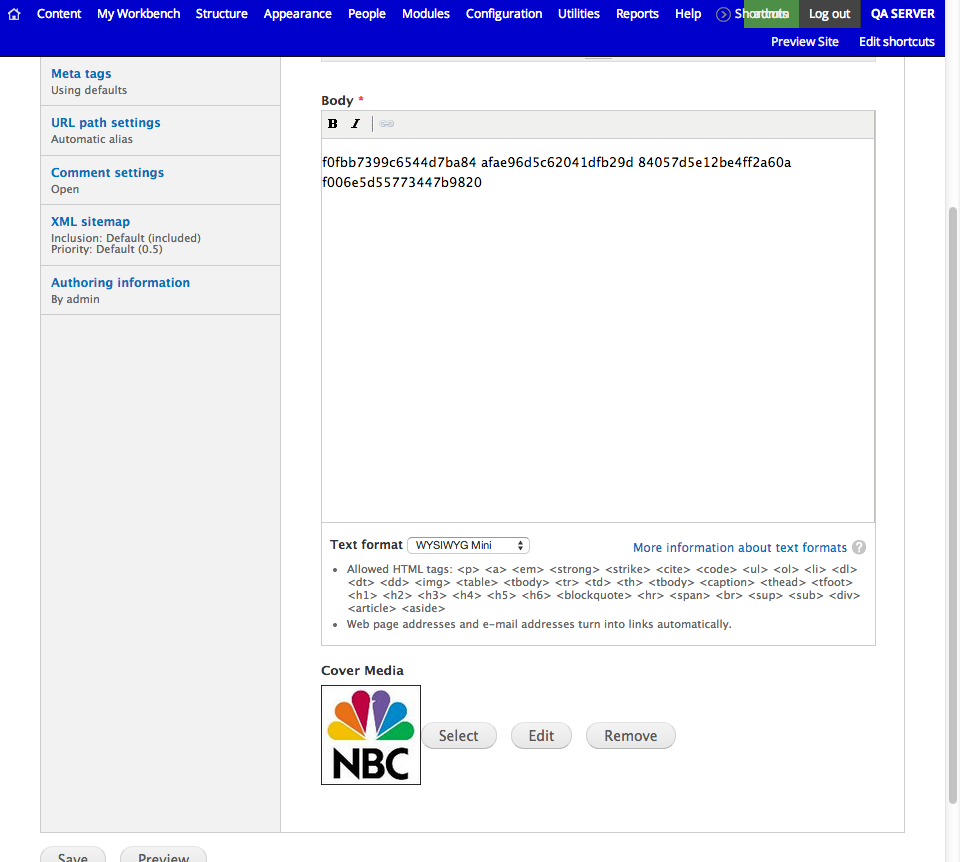 Content My Workbench Structure Appearance People Modules Configuration Utilities Reports Help Shortcuts admin Log out QA SERVER
Preview Site Edit shortcuts
Meta tags
Using defaults
URL path settings
Automatic alias
Comment settings
Open
XML sitemap
Inclusion: Default (included)
Priority: Default (0.5)
Authoring information
By admin
Body *
B I
f0fbb7399c6544d7ba84 afae96d5c62041dfb29d 84057d5e12be4ff2a60a
f006e5d55773447b9820
Text format WYSIWYG Mini More information about text formats ?
• Allowed HTML tags: <p> <a> <em> <strong> <strike> <cite> <code> <ul> <ol> <li> <dl>
<dt> <dd> <img> <table> <tbody> <tr> <td> <th> <tbody> <caption> <thead> <tfoot>
<h1> <h2> <h3> <h4> <h5> <h6> <blockquote> <hr> <span> <br> <sup> <sub> <div>
<article> <aside>
• Web page addresses and e-mail addresses turn into links automatically.
Cover Media
NBC
Select Edit Remove
Save Preview